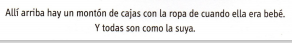 Allí arriba hay un montón de cajas con la ropa de cuando ella era bebé.
Y todas son como la suya.